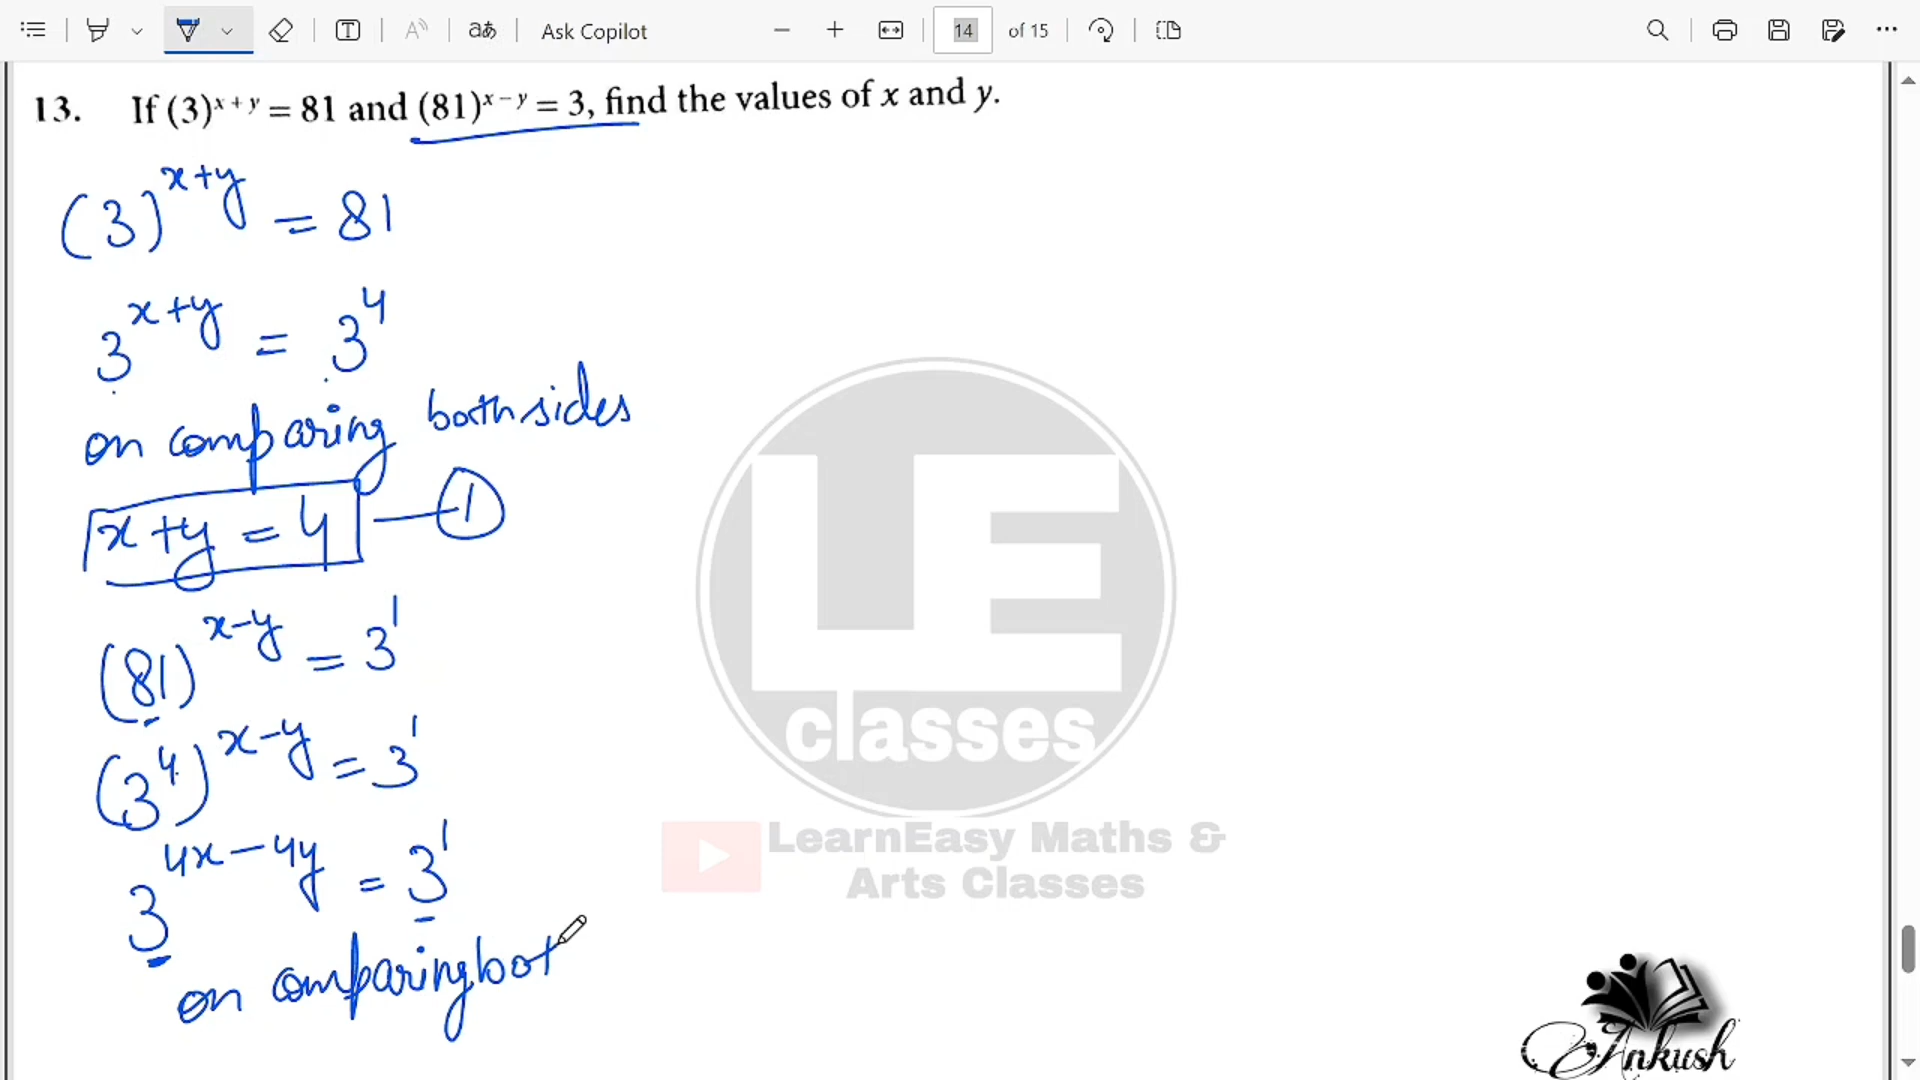 Ask Copilot 14 of 15
13. If (3)^{x + y} = 81 and (81)^{x − y} = 3, find the values of x and y.
(3)^{x+y} = 81
3^{x+y} = 3^4
on comparing both sides
x+y = 4 — ①
(81)^{x−y} = 3^1
(3^4)^{x−y} = 3^1
3^{4x−4y} = 3^1
on comparing bot
LE
classes
LearnEasy Maths &
Arts Classes
Ankush